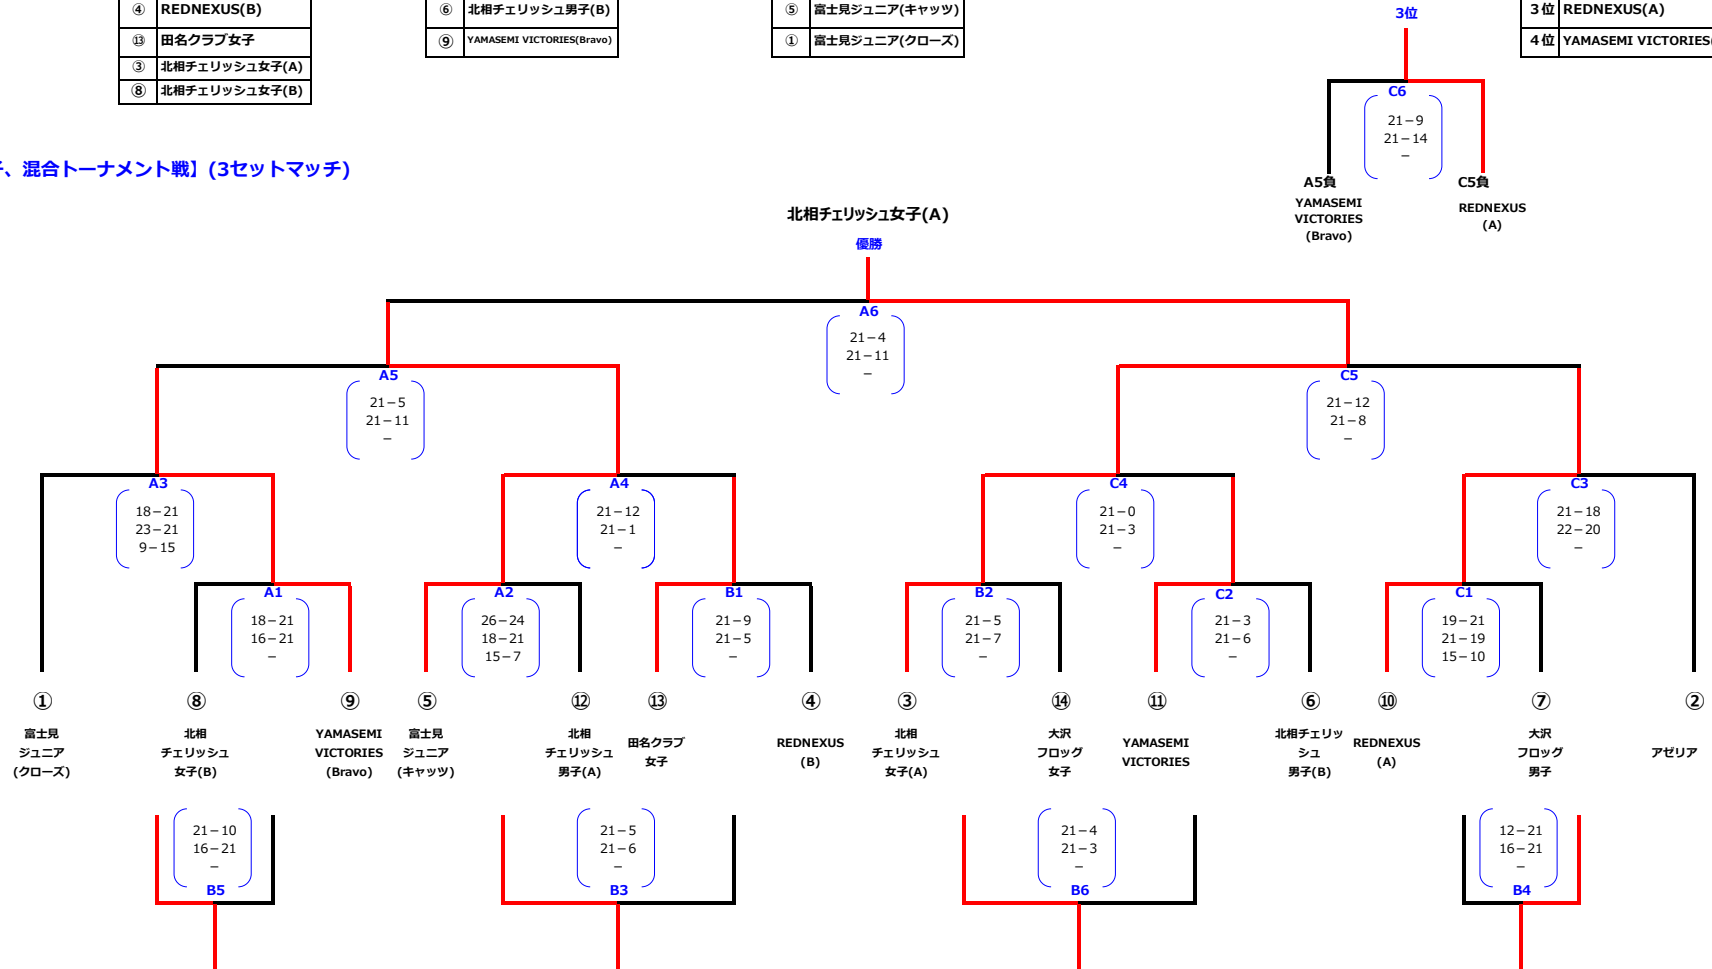 ④ REDNEXUS(B)
⑬ 田名クラブ女子
③ 北相チェリッシュ女子(A)
⑧ 北相チェリッシュ女子(B)
⑥ 北相チェリッシュ男子(B)
⑨ YAMASEMI VICTORIES(Bravo)
⑤ 富士見ジュニア(キャッツ)
① 富士見ジュニア(クローズ)
3位
3位 REDNEXUS(A)
4位 YAMASEMI VICTORIES(
C6
21−9
21−14
−
A5負
YAMASEMI
VICTORIES
(Bravo)
C5負
REDNEXUS
(A)
、混合トーナメント戦】(3セットマッチ)
北相チェリッシュ女子(A)
優勝
A6
21−4
21−11
−
A5
21−5
21−11
−
C5
21−12
21−8
−
A3
18−21
23−21
9−15
A4
21−12
21−1
−
C4
21−0
21−3
−
C3
21−18
22−20
−
A1
18−21
16−21
−
A2
26−24
18−21
15−7
B1
21−9
21−5
−
B2
21−5
21−7
−
C2
21−3
21−6
−
C1
19−21
21−19
15−10
① ⑧ ⑨ ⑤ ⑫ ⑬ ④ ③ ⑭ ⑪ ⑥ ⑩ ⑦ ②
富士見
ジュニア
(クローズ)
北相
チェリッシュ
女子(B)
YAMASEMI
VICTORIES
(Bravo)
富士見
ジュニア
(キャッツ)
北相
チェリッシュ
男子(A)
田名クラブ
女子
REDNEXUS
(B)
北相
チェリッシュ
女子(A)
大沢
フロッグ
女子
YAMASEMI
VICTORIES
北相チェリッ
シュ
男子(B)
REDNEXUS
(A)
大沢
フロッグ
男子
アゼリア
21−10
16−21
−
B5
21−5
21−6
−
B3
21−4
21−3
−
B6
12−21
16−21
−
B4